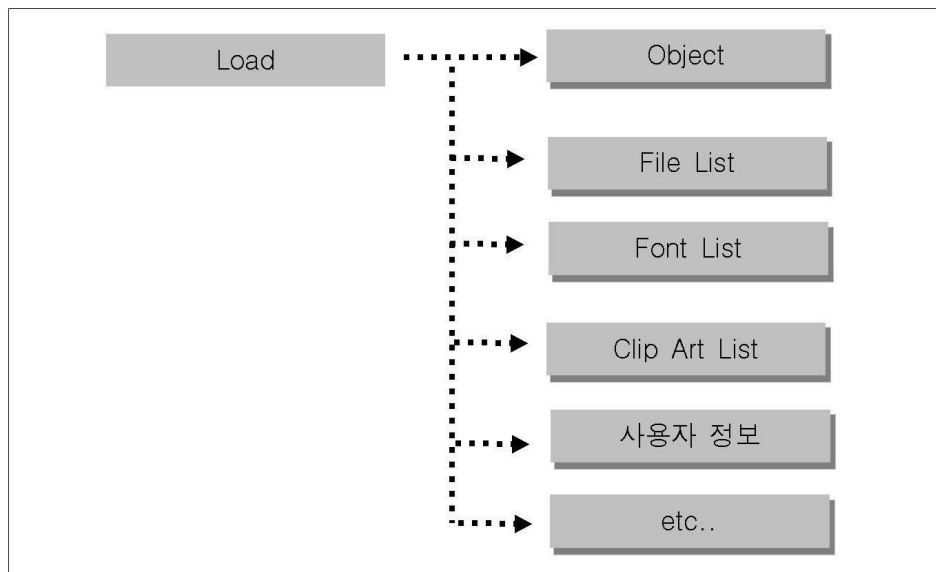 Load
Object
File List
Font List
Clip Art List
사용자 정보
etc..